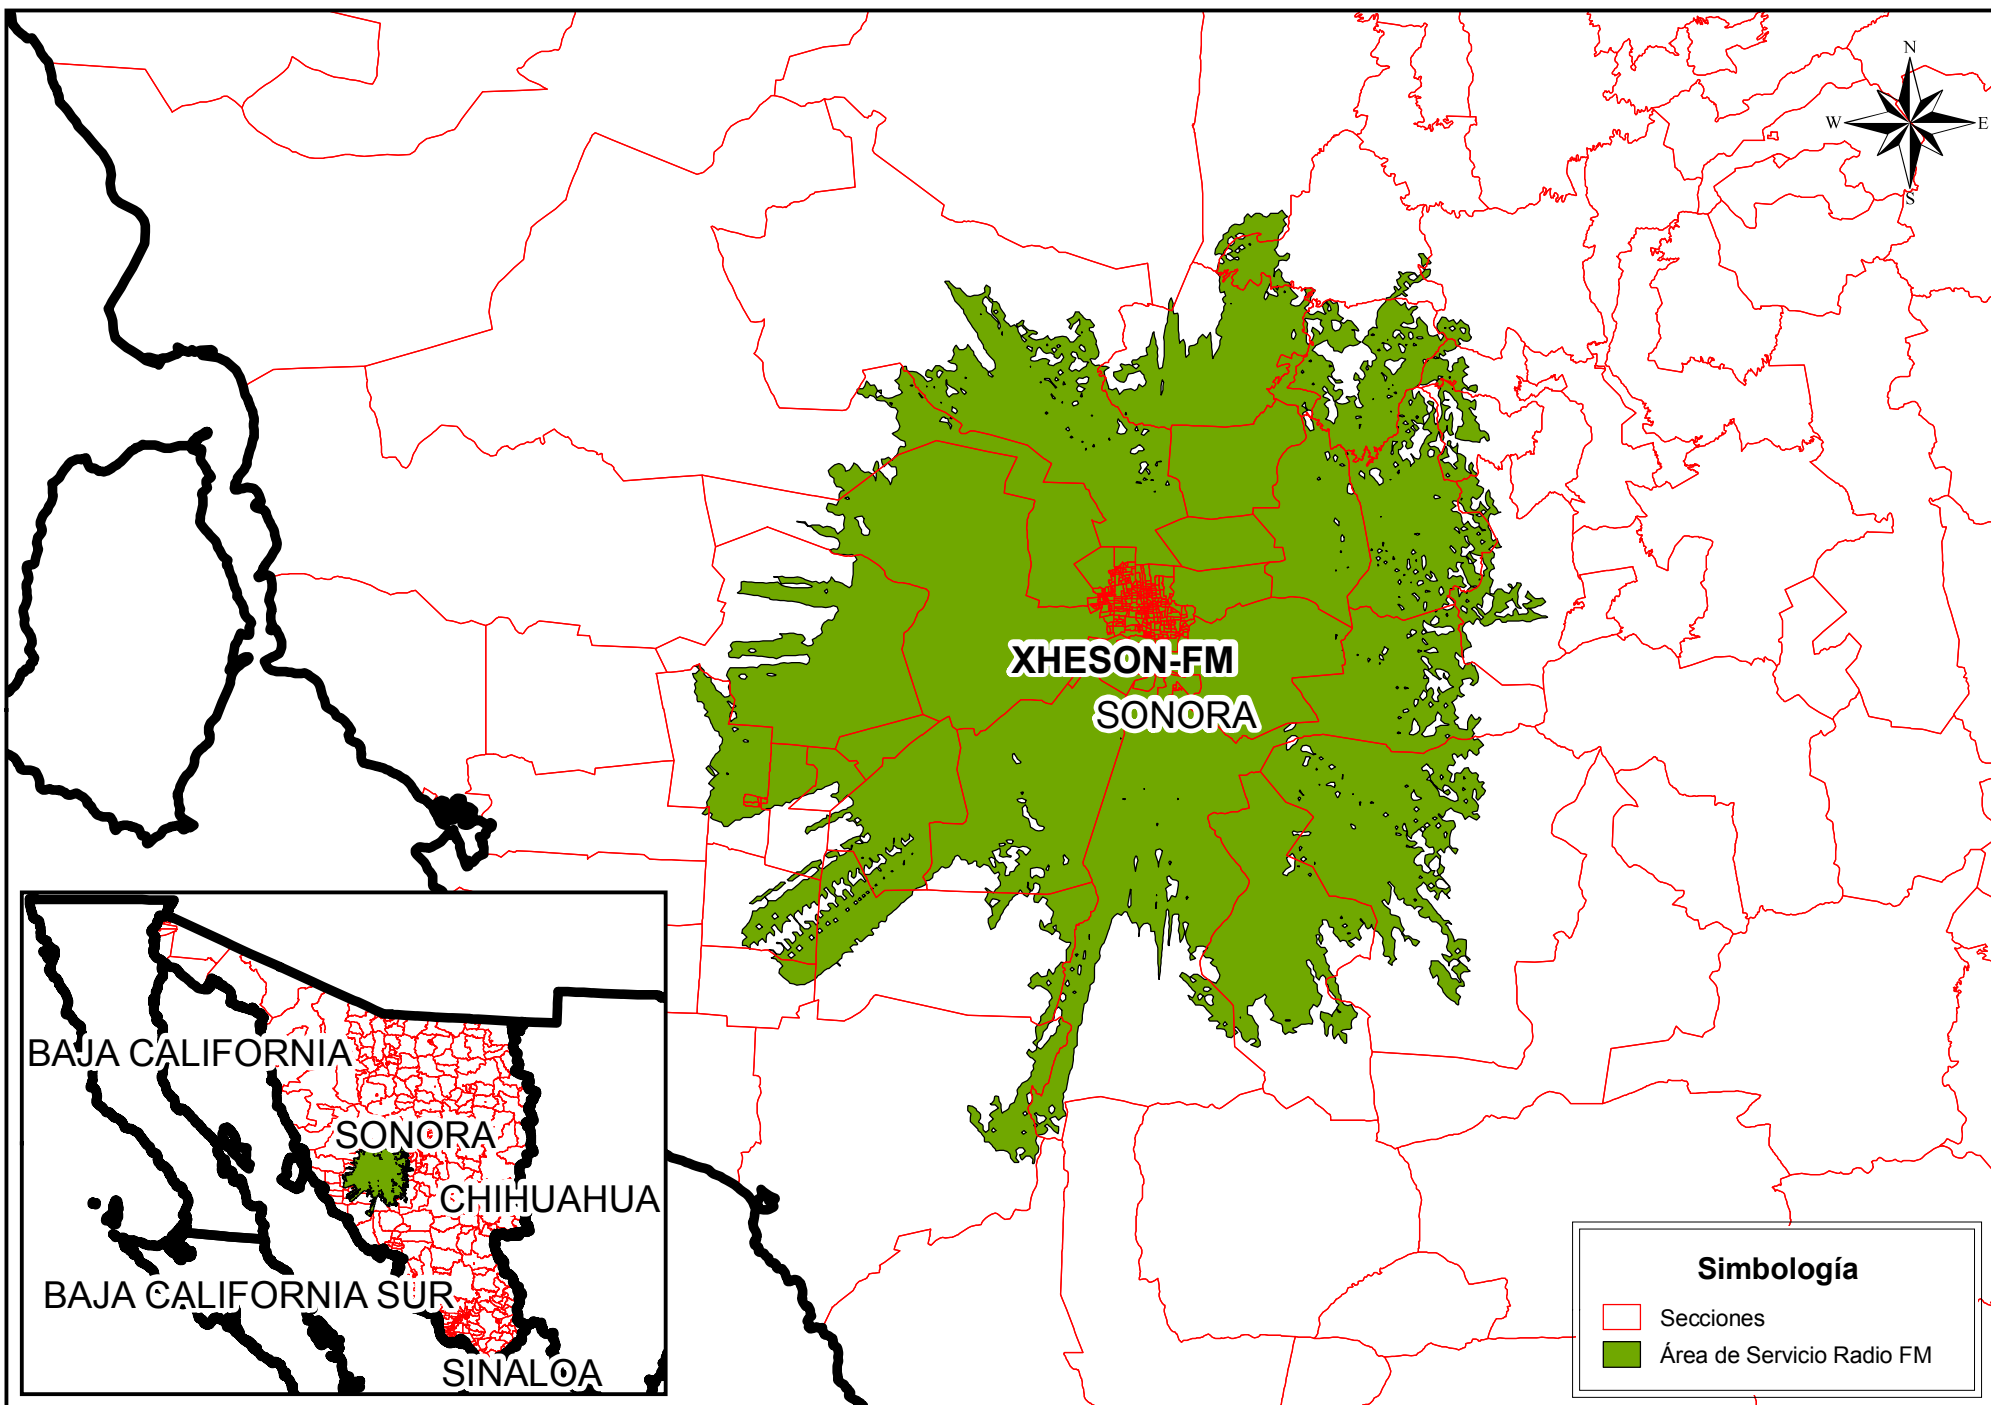 N
W
E
S
XHESON-FM
SONORA
BAJA CALIFORNIA
SONORA
CHIHUAHUA
BAJA CALIFORNIA SUR
SINALOA
Simbología
Secciones
Área de Servicio Radio FM